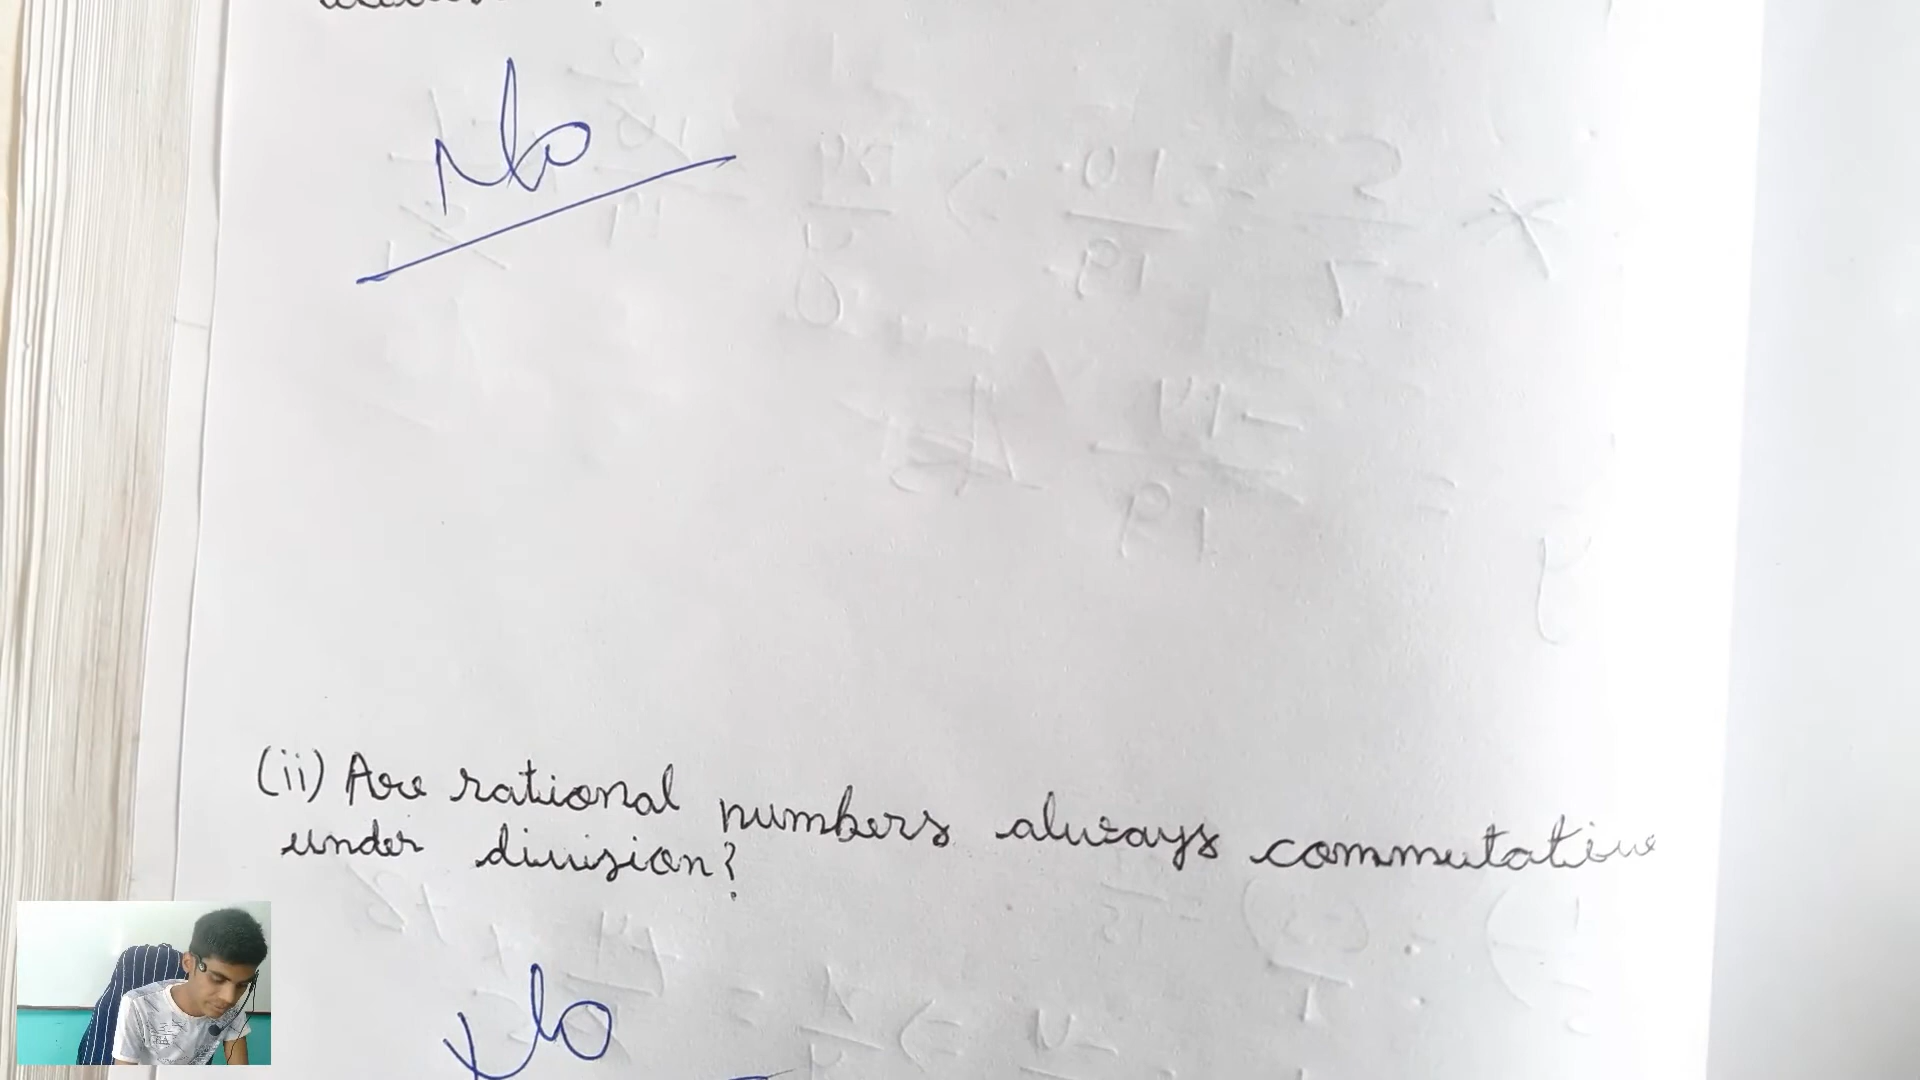 No
(ii) Are rational numbers always commutative
under division?
No